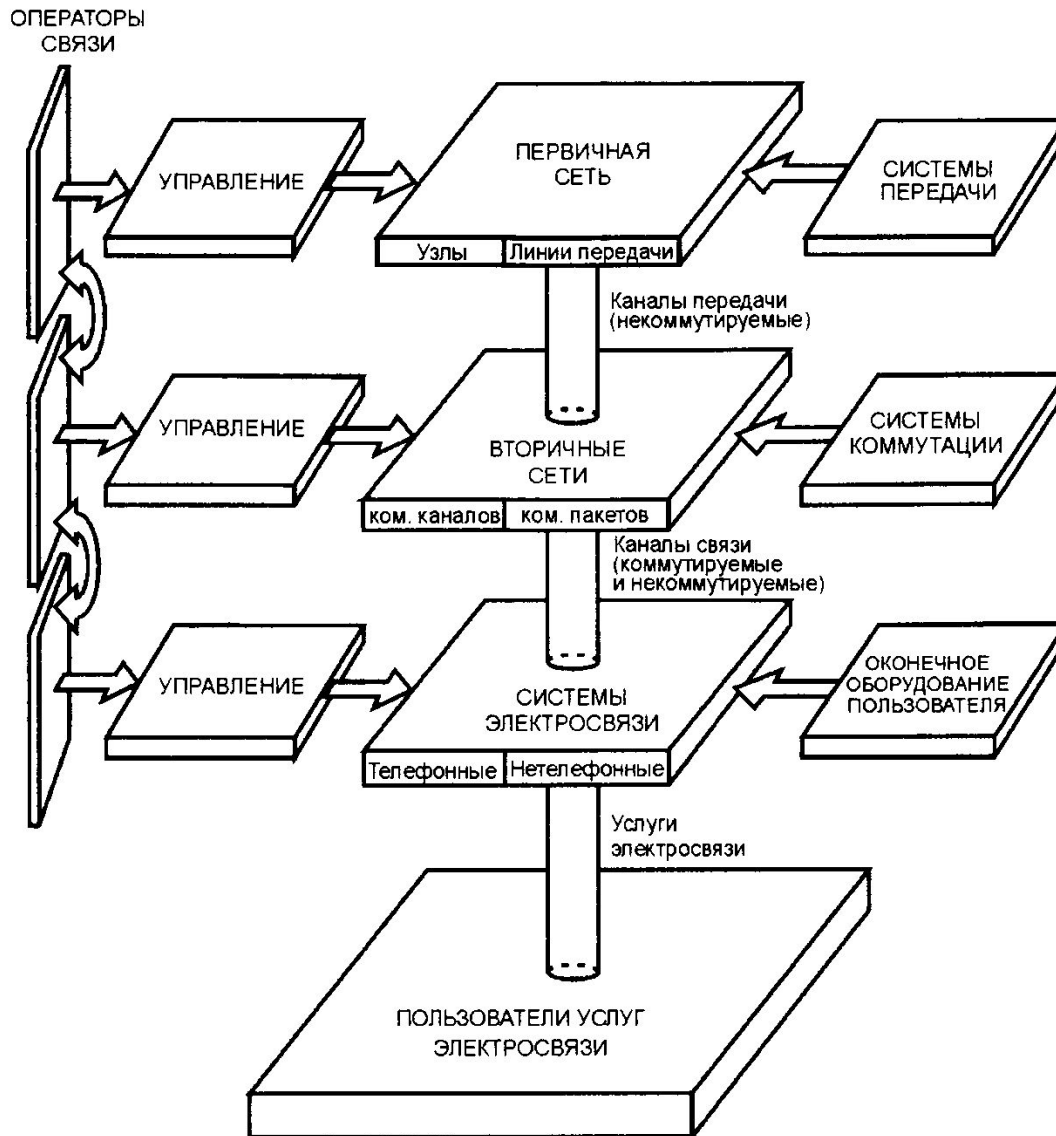 ОПЕРАТОРЫ
СВЯЗИ
УПРАВЛЕНИЕ
ПЕРВИЧНАЯ
СЕТЬ
СИСТЕМЫ
ПЕРЕДАЧИ
Узлы
Линии передачи
Каналы передачи
(некоммутируемые)
УПРАВЛЕНИЕ
ВТОРИЧНЫЕ
СЕТИ
СИСТЕМЫ
КОММУТАЦИИ
ком. каналов
ком. пакетов
Каналы связи
(коммутируемые
и некоммутируемые)
УПРАВЛЕНИЕ
СИСТЕМЫ
ЭЛЕКТРОСВЯЗИ
ОКОНЕЧНОЕ
ОБОРУДОВАНИЕ
ПОЛЬЗОВАТЕЛЯ
Телефонные
Нетелефонные
Услуги
электросвязи
ПОЛЬЗОВАТЕЛИ УСЛУГ
ЭЛЕКТРОСВЯЗИ